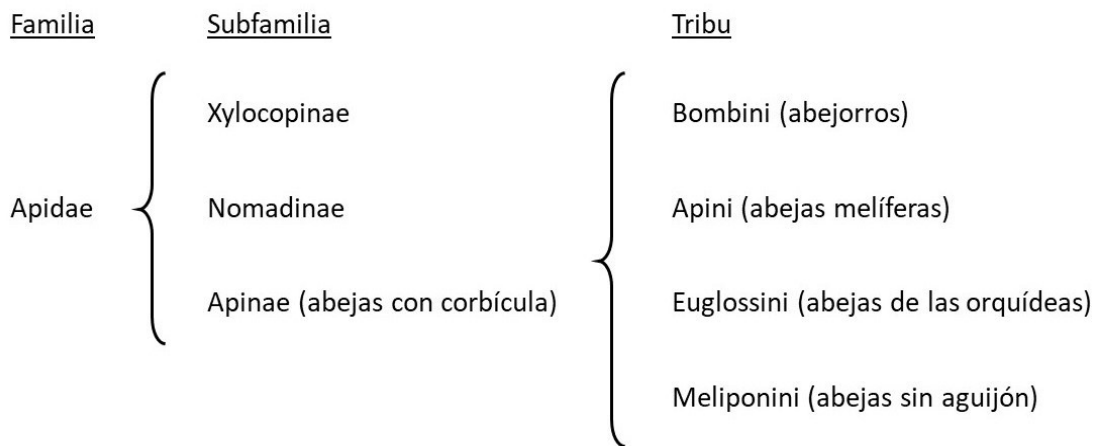 Familia Subfamilia Tribu
Xylocopinae Bombini (abejorros)
Apidae Nomadinae Apini (abejas melíferas)
Apinae (abejas con corbícula) Euglossini (abejas de las orquídeas)
Meliponini (abejas sin aguijón)